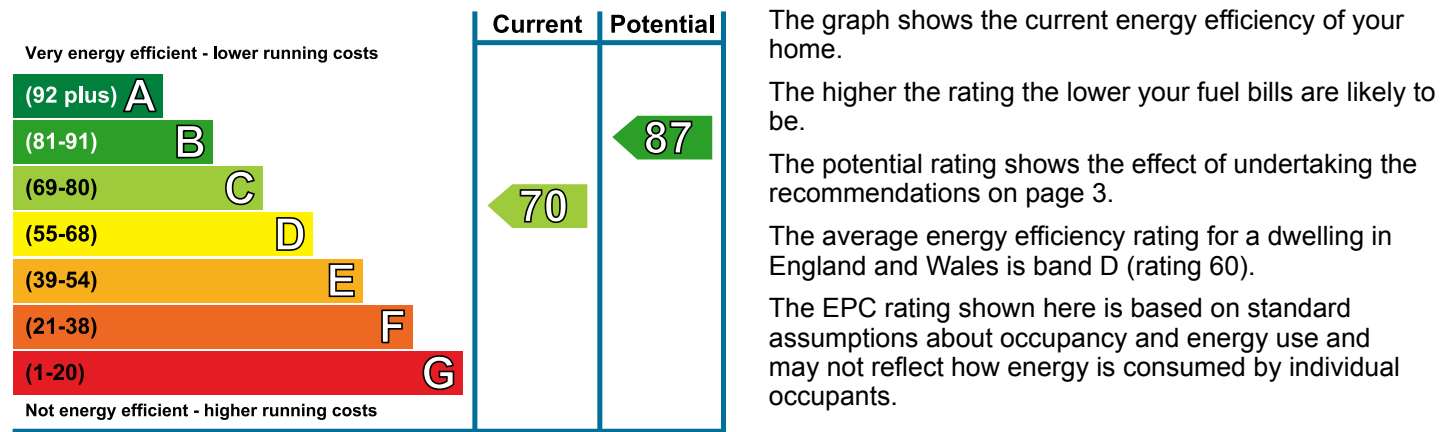 Current Potential
Very energy efficient - lower running costs
(92 plus) A
(81-91) B
87
(69-80) C
70
(55-68) D
(39-54) E
(21-38) F
(1-20) G
Not energy efficient - higher running costs
The graph shows the current energy efficiency of your
home.
The higher the rating the lower your fuel bills are likely to
be.
The potential rating shows the effect of undertaking the
recommendations on page 3.
The average energy efficiency rating for a dwelling in
England and Wales is band D (rating 60).
The EPC rating shown here is based on standard
assumptions about occupancy and energy use and
may not reflect how energy is consumed by individual
occupants.